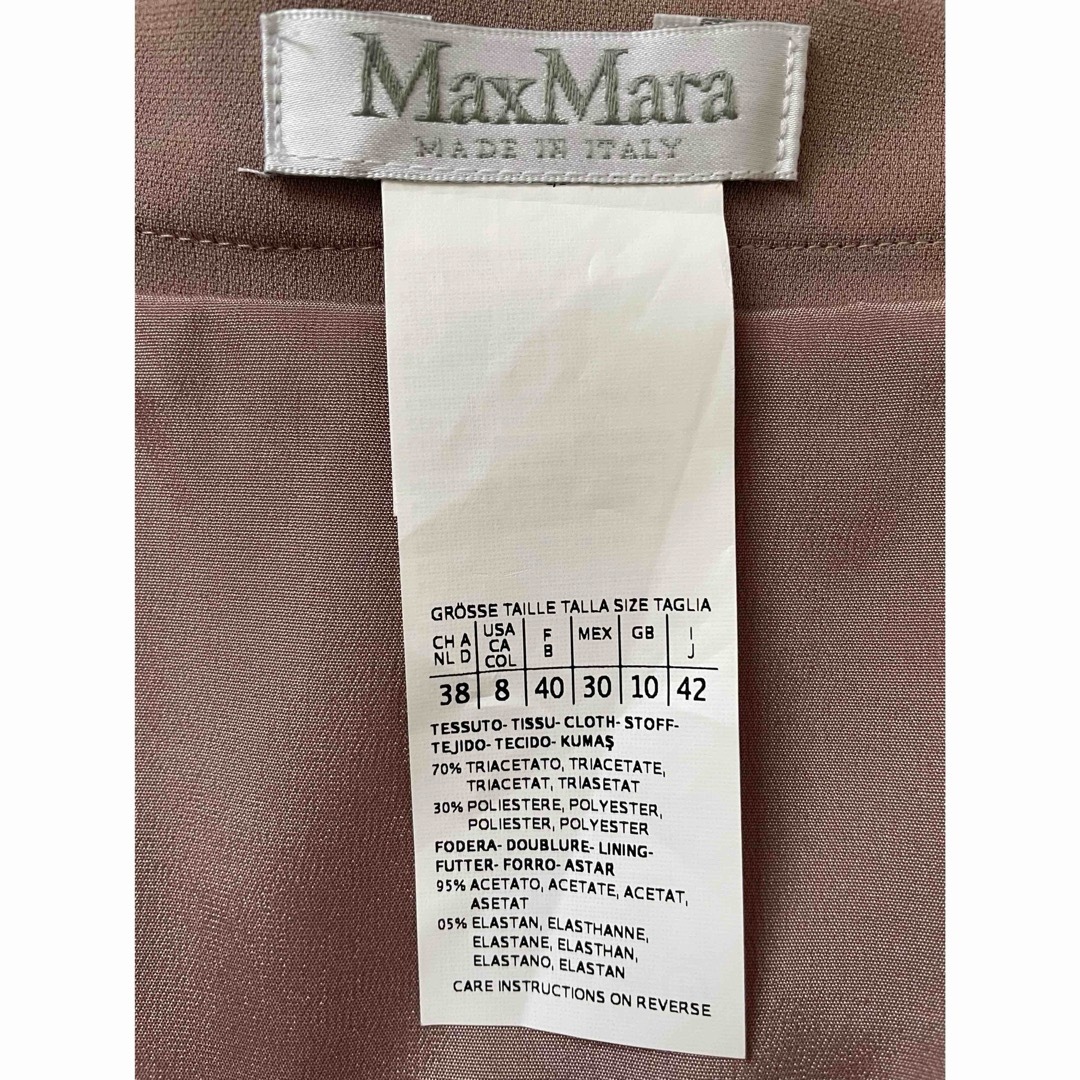 MaxMara
MADE IN ITALY
GRÖSSE TAILLE TALLA SIZE TAGLIA
CH A NL D | USA CA COL | F B | MEX | GB | I J
38 | 8 | 40 | 30 | 10 | 42
TESSUTO- TISSU- CLOTH- STOFF-
TEJIDO- TECIDO- KUMAŞ
70% TRIACETATO, TRIACETATE,
TRIACETAT, TRIASETAT
30% POLIESTERE, POLYESTER,
POLIESTER, POLYESTER
FODERA- DOUBLURE- LINING-
FUTTER- FORRO- ASTAR
95% ACETATO, ACETATE, ACETAT,
ASETAT
05% ELASTAN, ELASTHANNE,
ELASTANE, ELASTHAN,
ELASTANO, ELASTAN
CARE INSTRUCTIONS ON REVERSE